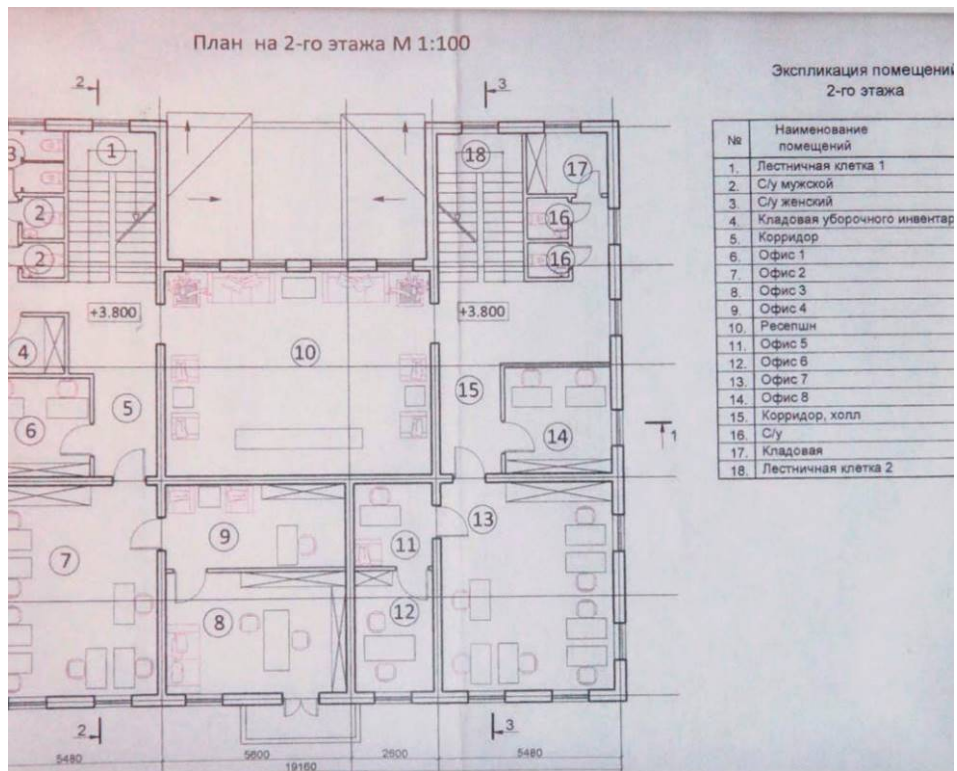 План на 2-го этажа М 1:100
Экспликация помещений
2-го этажа
№ Наименование помещений
1. Лестничная клетка 1
2. С/у мужской
3. С/у женский
4. Кладовая уборочного инвентар
5. Корридор
6. Офис 1
7. Офис 2
8. Офис 3
9. Офис 4
10. Ресепшн
11. Офис 5
12. Офис 6
13. Офис 7
14. Офис 8
15. Корридор, холл
16. С/у
17. Кладовая
18. Лестничная клетка 2
2 3
3 1 18 17
2 16
2 16
+3.800 +3.800
4 10
5 15
6 14 1
7 9 11 13
8 12
2 3
5480 5600 2600 5480
19160